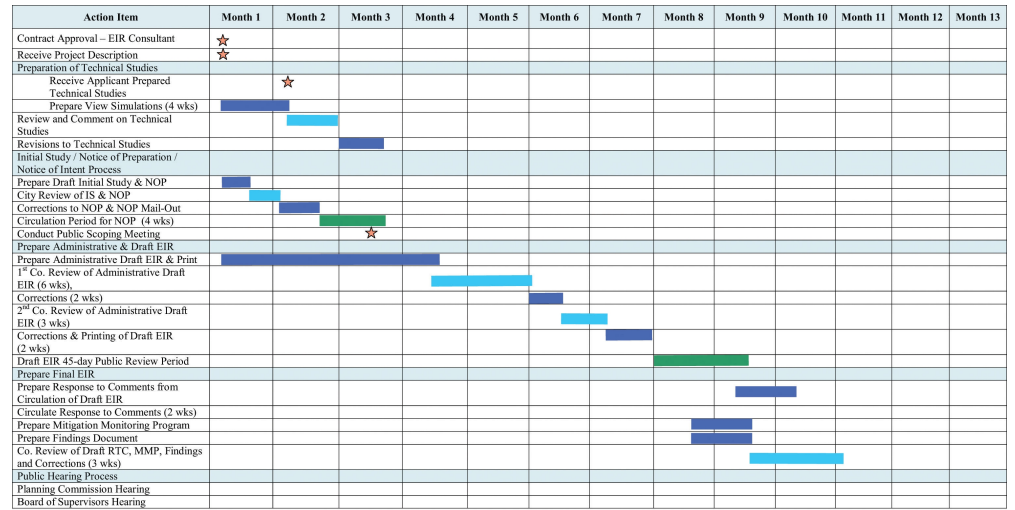 Action Item Month 1 Month 2 Month 3 Month 4 Month 5 Month 6 Month 7 Month 8 Month 9 Month 10 Month 11 Month 12 Month 13
Contract Approval – EIR Consultant
Receive Project Description
Preparation of Technical Studies
Receive Applicant Prepared
Technical Studies
Prepare View Simulations (4 wks)
Review and Comment on Technical
Studies
Revisions to Technical Studies
Initial Study / Notice of Preparation /
Notice of Intent Process
Prepare Draft Initial Study & NOP
City Review of IS & NOP
Corrections to NOP & NOP Mail-Out
Circulation Period for NOP (4 wks)
Conduct Public Scoping Meeting
Prepare Administrative & Draft EIR
Prepare Administrative Draft EIR & Print
1st Co. Review of Administrative Draft
EIR (6 wks),
Corrections (2 wks)
2nd Co. Review of Administrative Draft
EIR (3 wks)
Corrections & Printing of Draft EIR
(2 wks)
Draft EIR 45-day Public Review Period
Prepare Final EIR
Prepare Response to Comments from
Circulation of Draft EIR
Circulate Response to Comments (2 wks)
Prepare Mitigation Monitoring Program
Prepare Findings Document
Co. Review of Draft RTC, MMP, Findings
and Corrections (3 wks)
Public Hearing Process
Planning Commission Hearing
Board of Supervisors Hearing